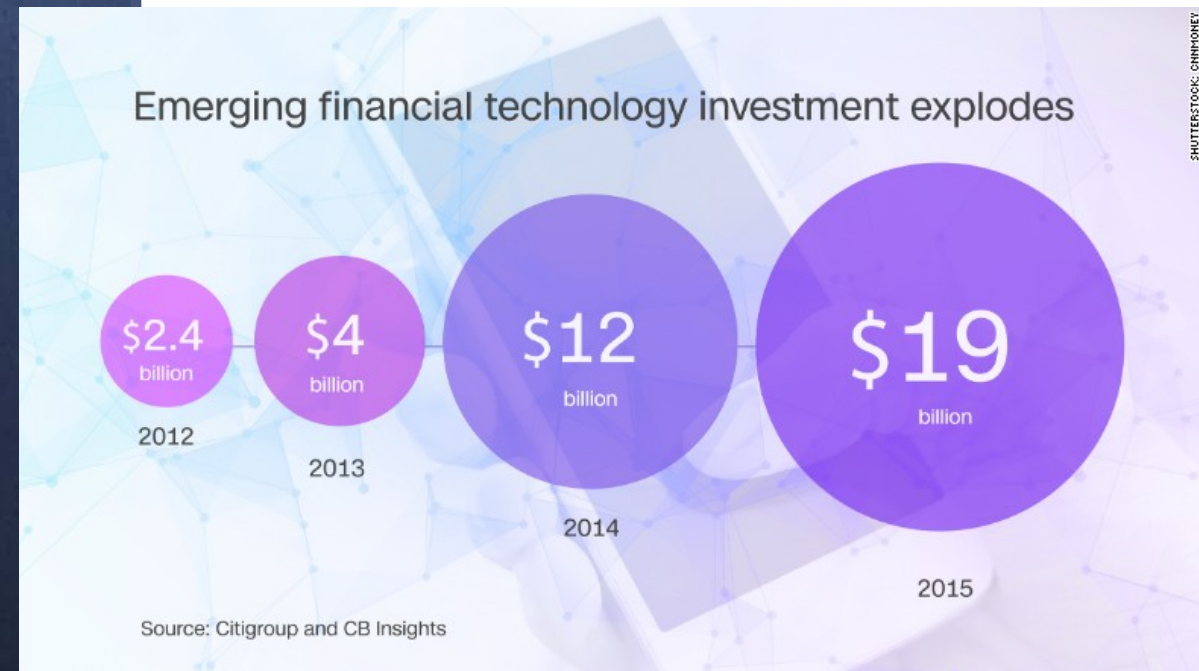 SHUTTERSTOCK; CNNMONEY
Emerging financial technology investment explodes
$2.4
billion
2012
$4
billion
2013
$12
billion
2014
$19
billion
2015
Source: Citigroup and CB Insights